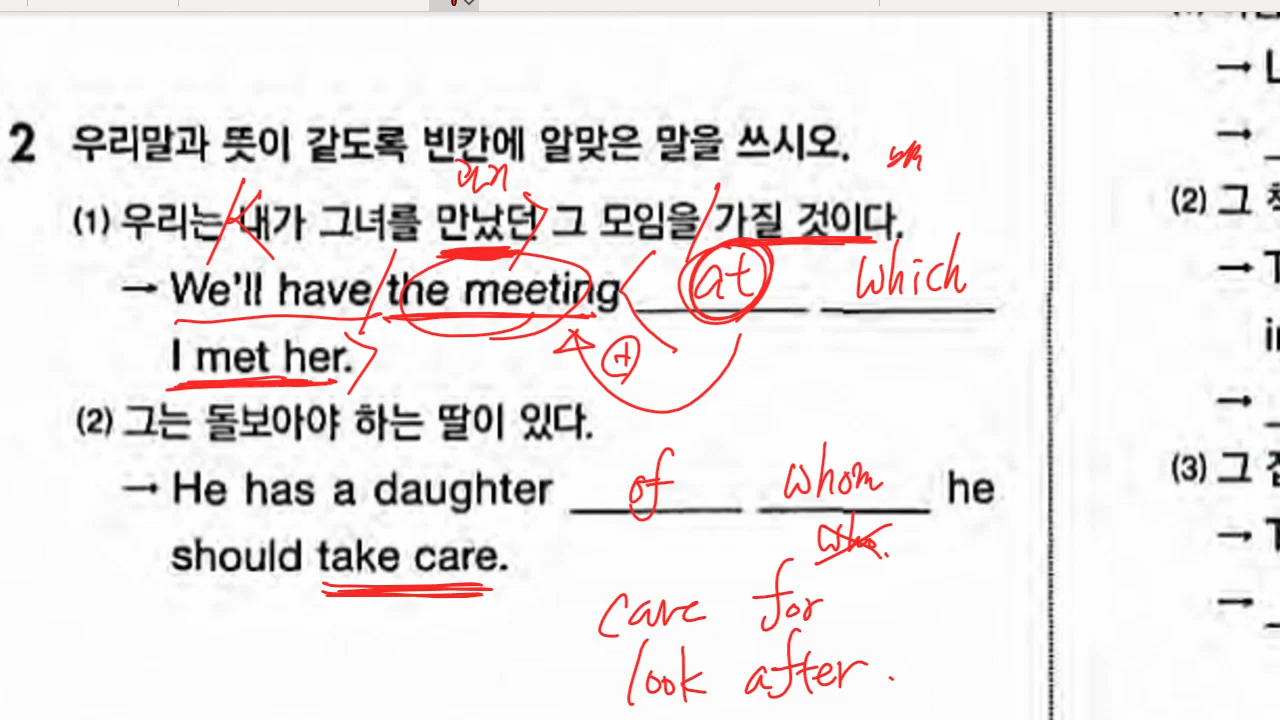 2 우리말과 뜻이 같도록 빈칸에 알맞은 말을 쓰시오.
(1) 우리는 내가 그녀를 만났던 그 모임을 가질 것이다.
→ We'll have the meeting at which
I met her.
(2) 그는 돌보아야 하는 딸이 있다.
→ He has a daughter of whom he
who.
should take care.
care for
look after.
→ L
→
(2) 그
→ T
→
(3) 그
→ T
→